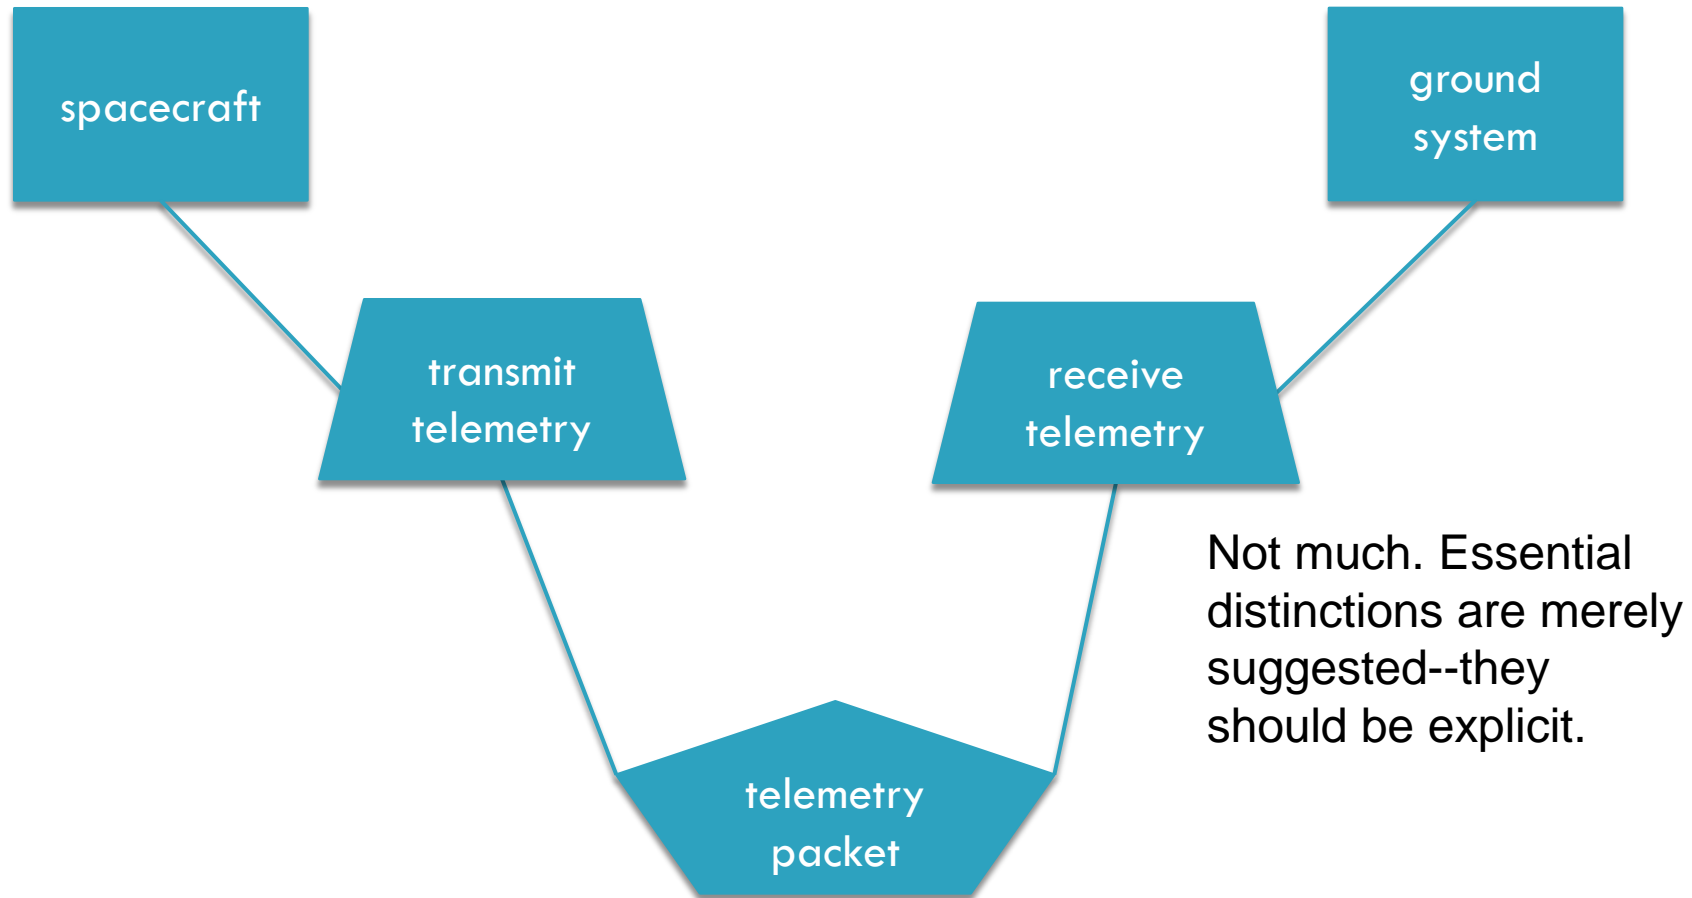 spacecraft
ground
system
transmit
telemetry
receive
telemetry
Not much. Essential
distinctions are merely
suggested--they
should be explicit.
telemetry
packet